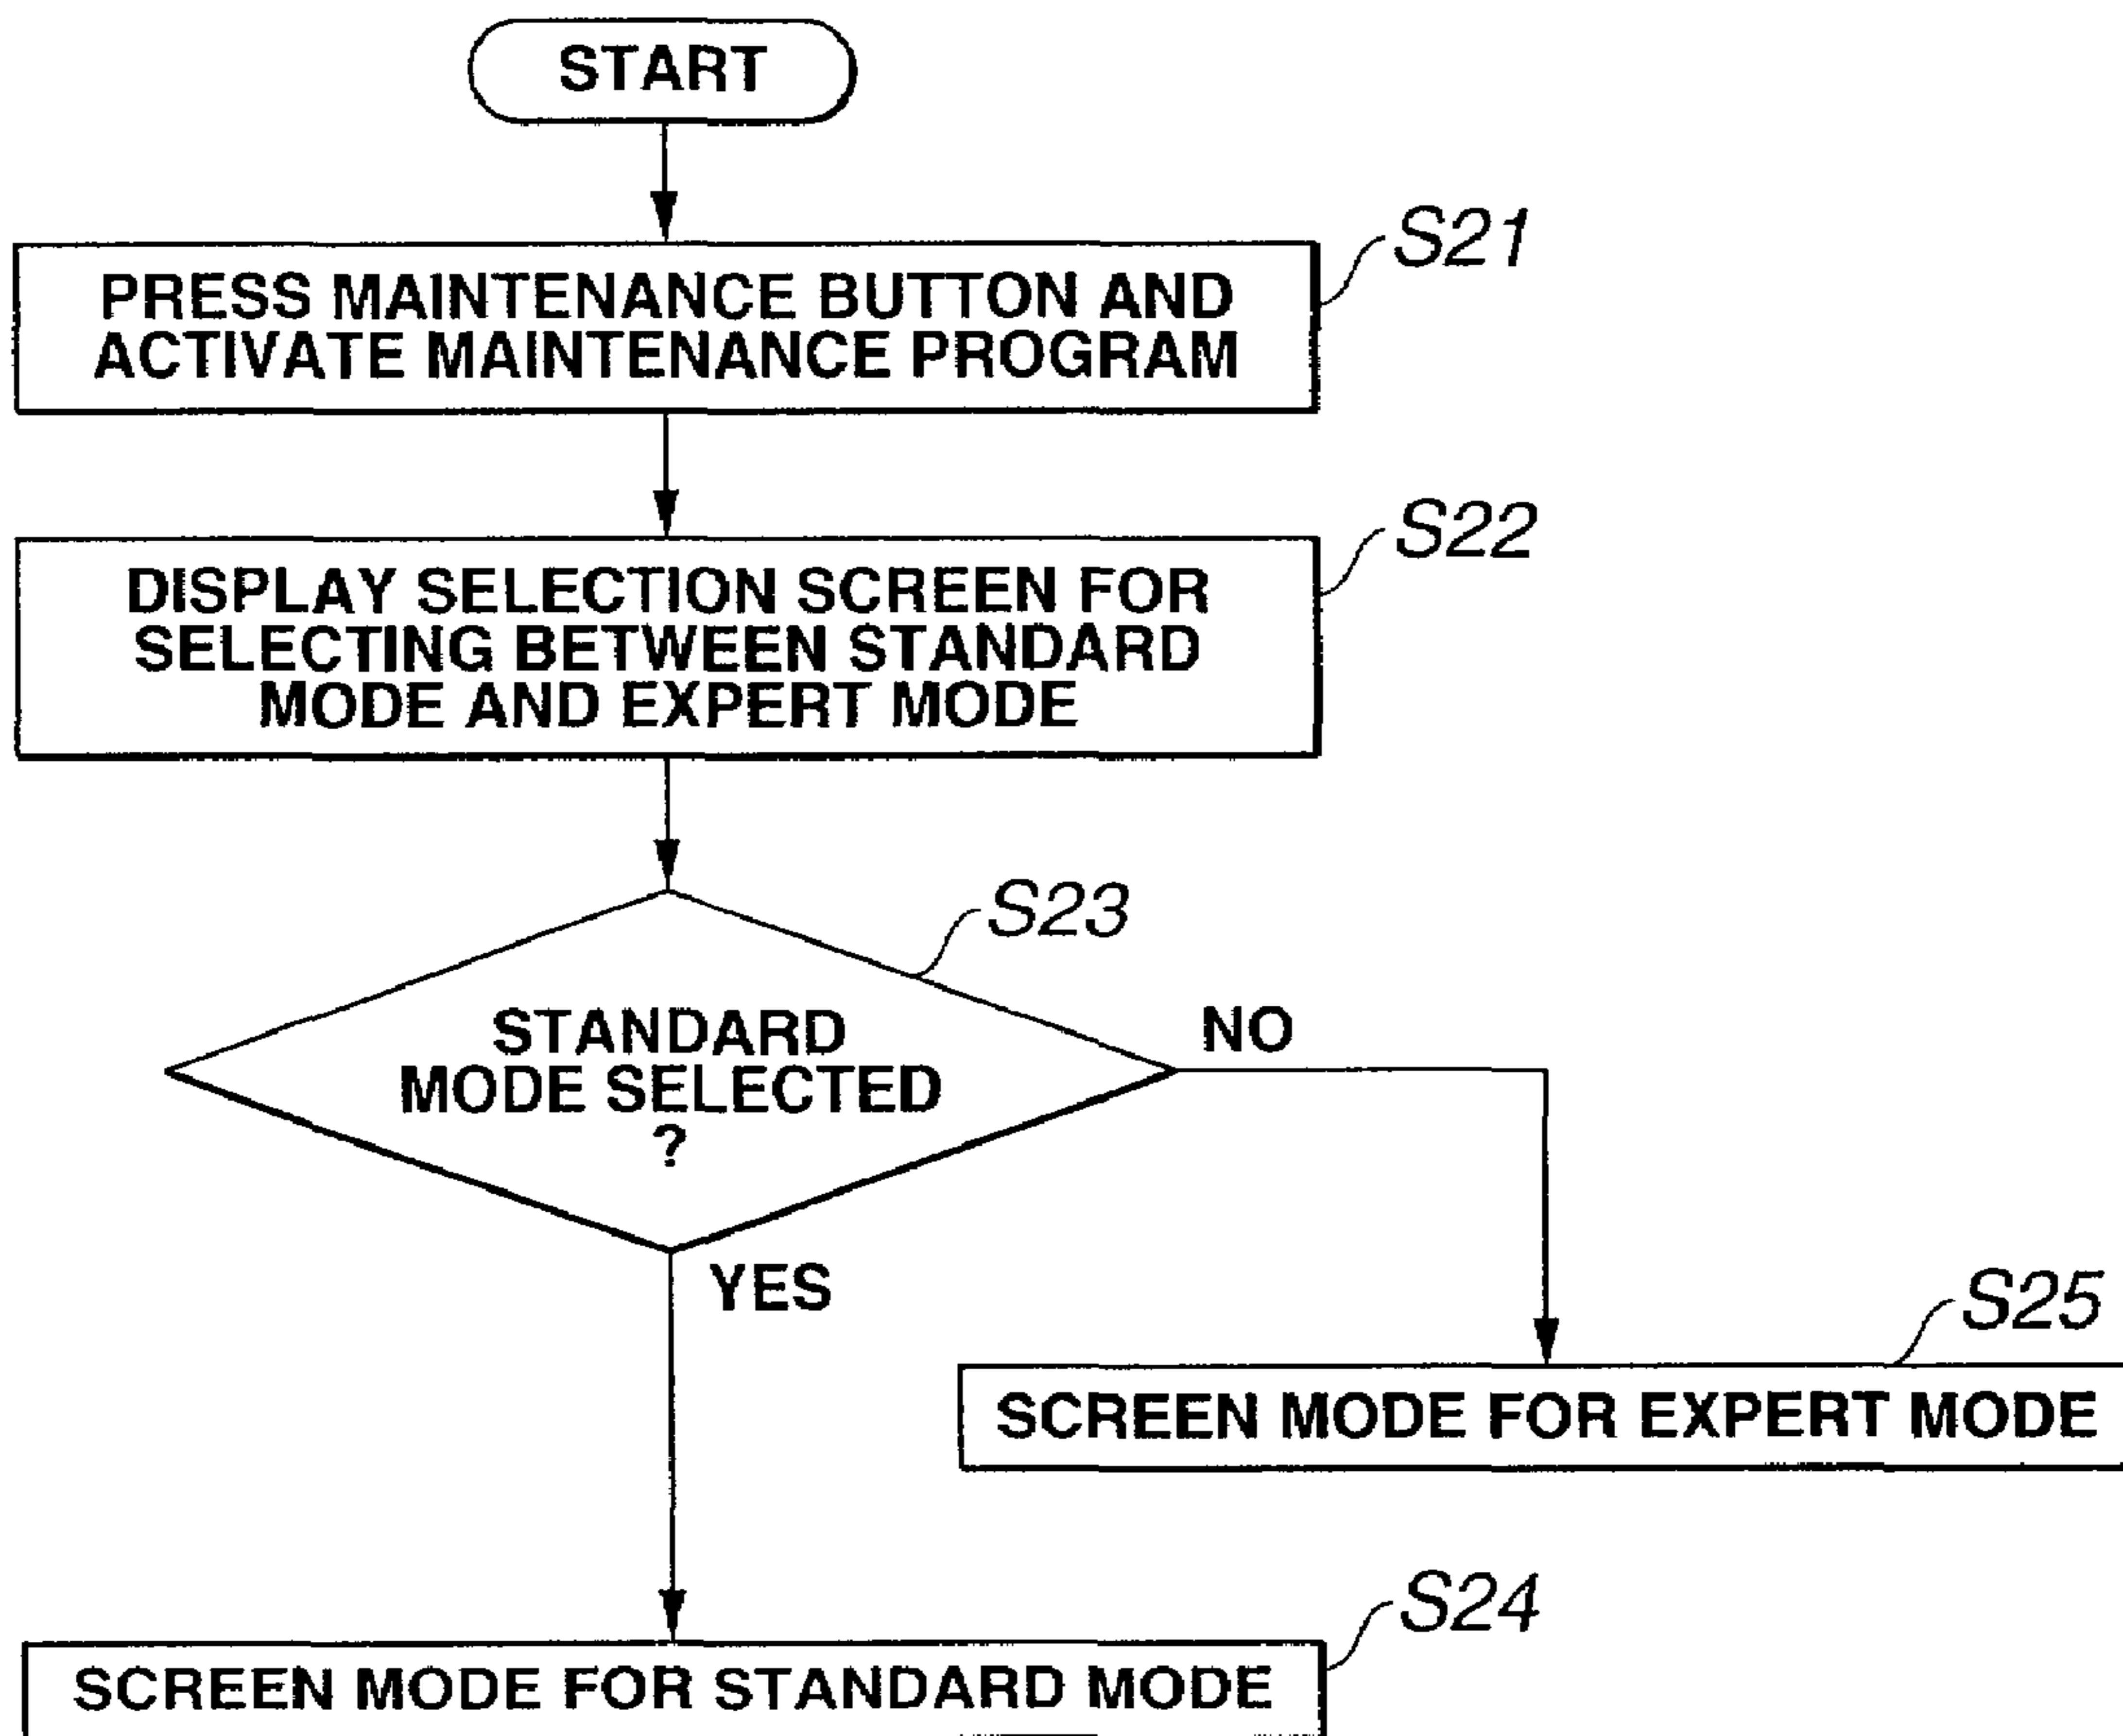 START
S21
PRESS MAINTENANCE BUTTON AND
ACTIVATE MAINTENANCE PROGRAM
S22
DISPLAY SELECTION SCREEN FOR
SELECTING BETWEEN STANDARD
MODE AND EXPERT MODE
S23
STANDARD
MODE SELECTED
?
NO
YES
S25
SCREEN MODE FOR EXPERT MODE
S24
SCREEN MODE FOR STANDARD MODE